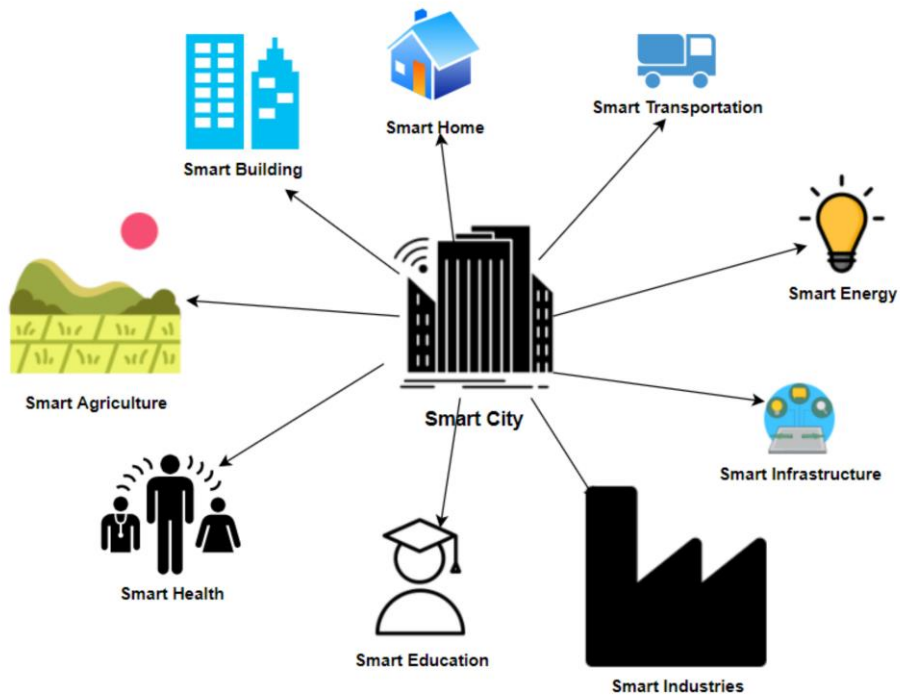 Smart Home
Smart Transportation
Smart Building
Smart Energy
Smart Agriculture
Smart City
Smart Infrastructure
Smart Health
Smart Education
Smart Industries